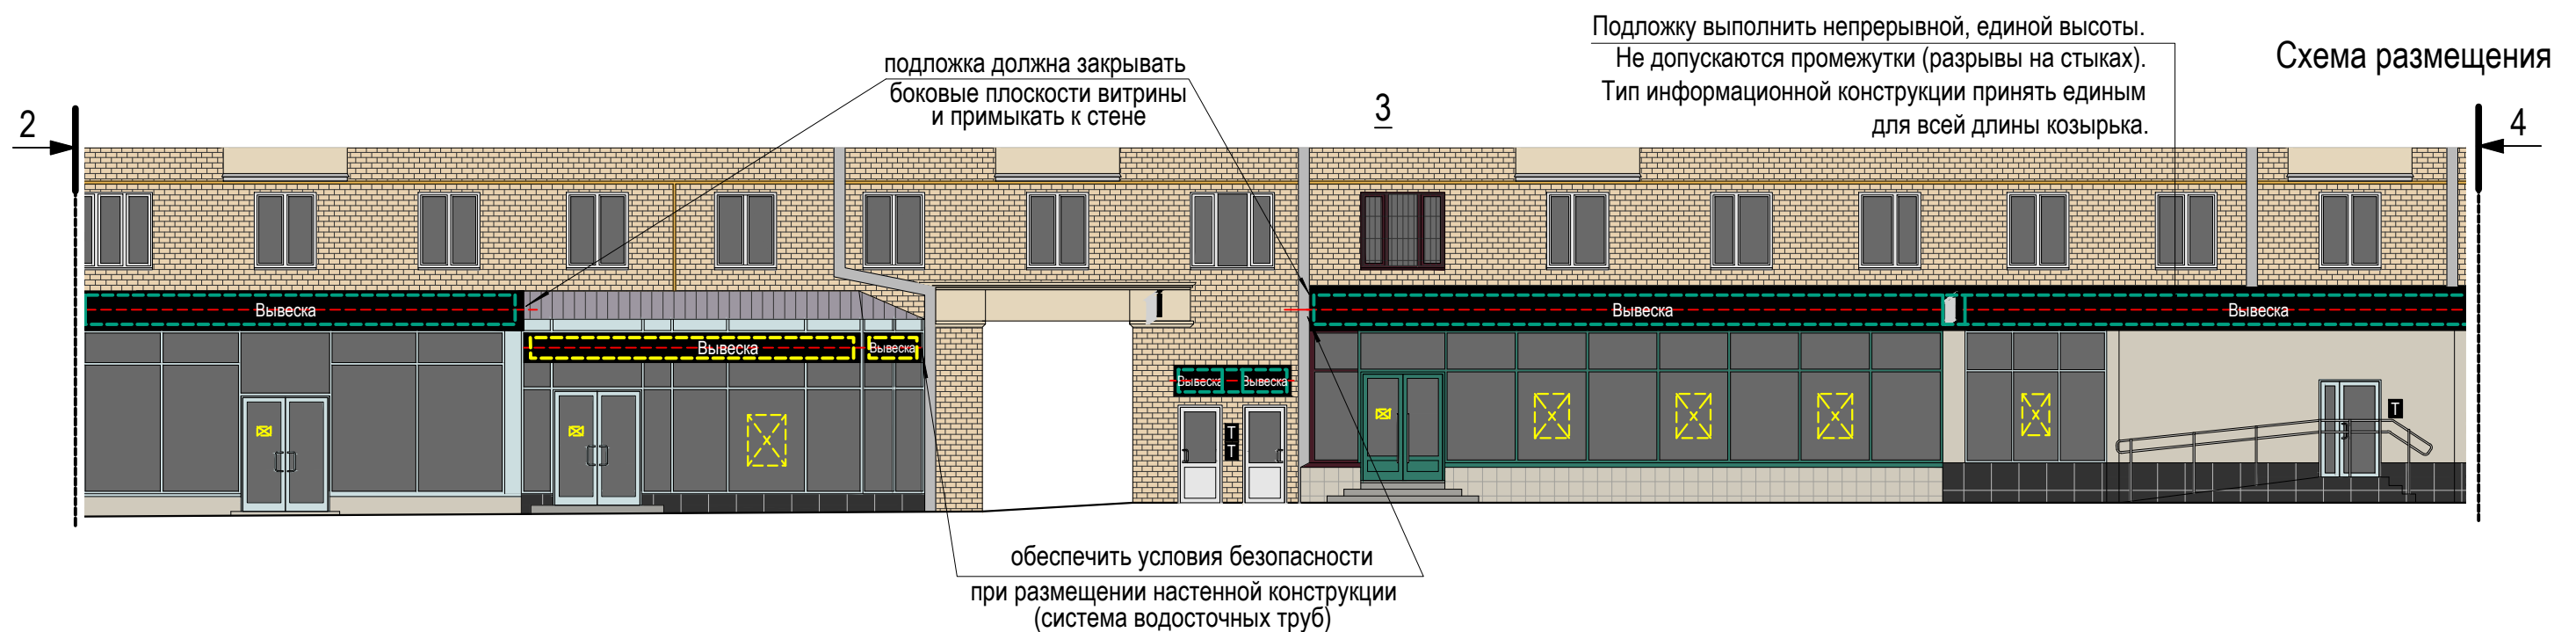 Подложку выполнить непрерывной, единой высоты.
Не допускаются промежутки (разрывы на стыках).
Тип информационной конструкции принять единым
для всей длины козырька.
Схема размещения
подложка должна закрывать
боковые плоскости витрины
и примыкать к стене
2
3
4
Вывеска
Вывеска
Вывеска
Вывеска
Вывеска
Вывеска
Вывеска
Т
Т
Т
обеспечить условия безопасности
при размещении настенной конструкции
(система водосточных труб)